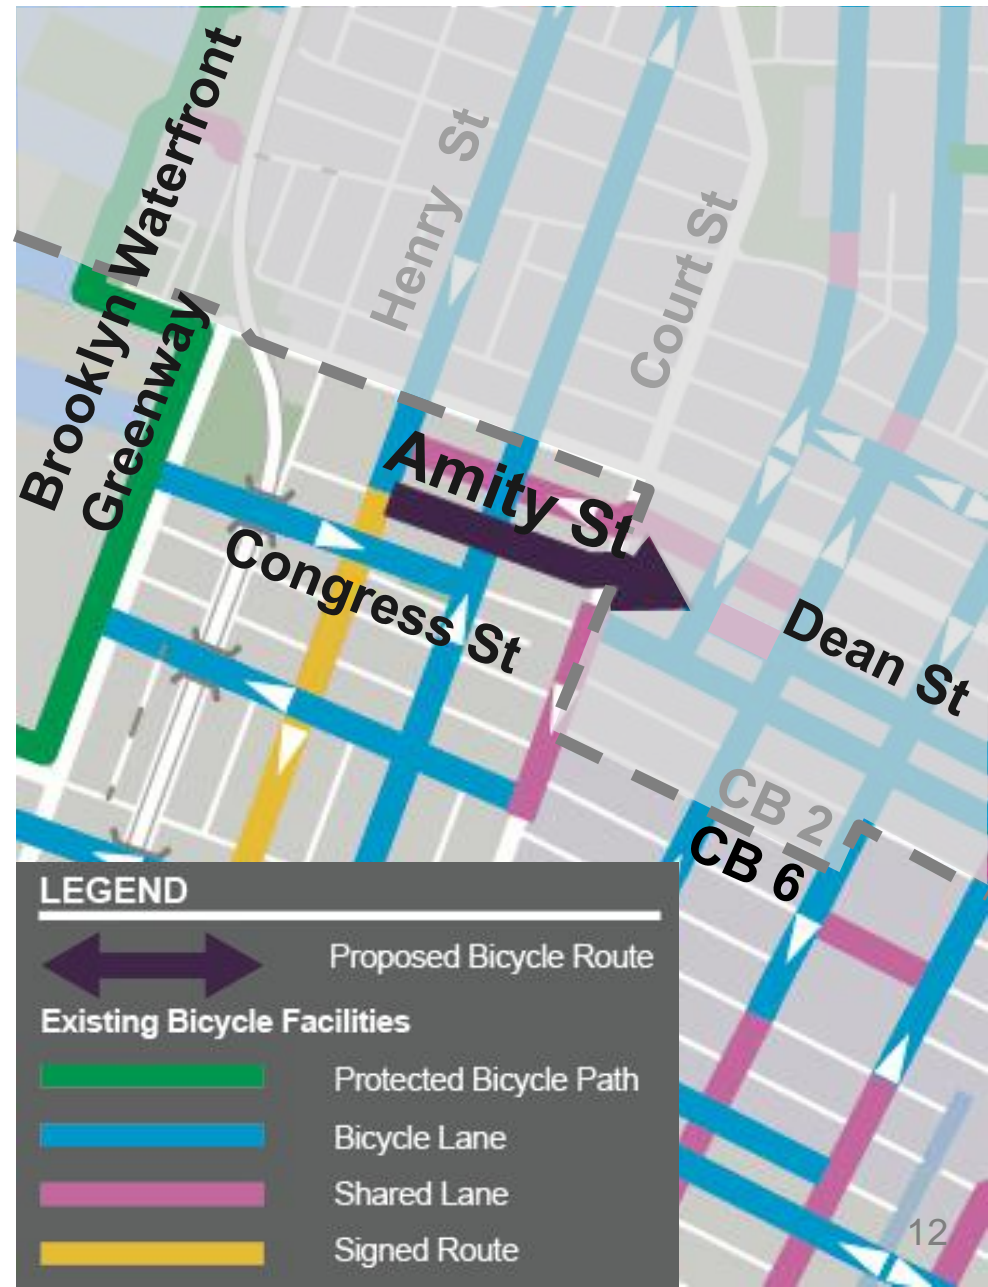 Brooklyn Waterfront
Greenway
Henry St
Court St
Amity St
Congress St
Dean St
CB 2
CB 6
LEGEND
Proposed Bicycle Route
Existing Bicycle Facilities
Protected Bicycle Path
Bicycle Lane
Shared Lane
Signed Route
12